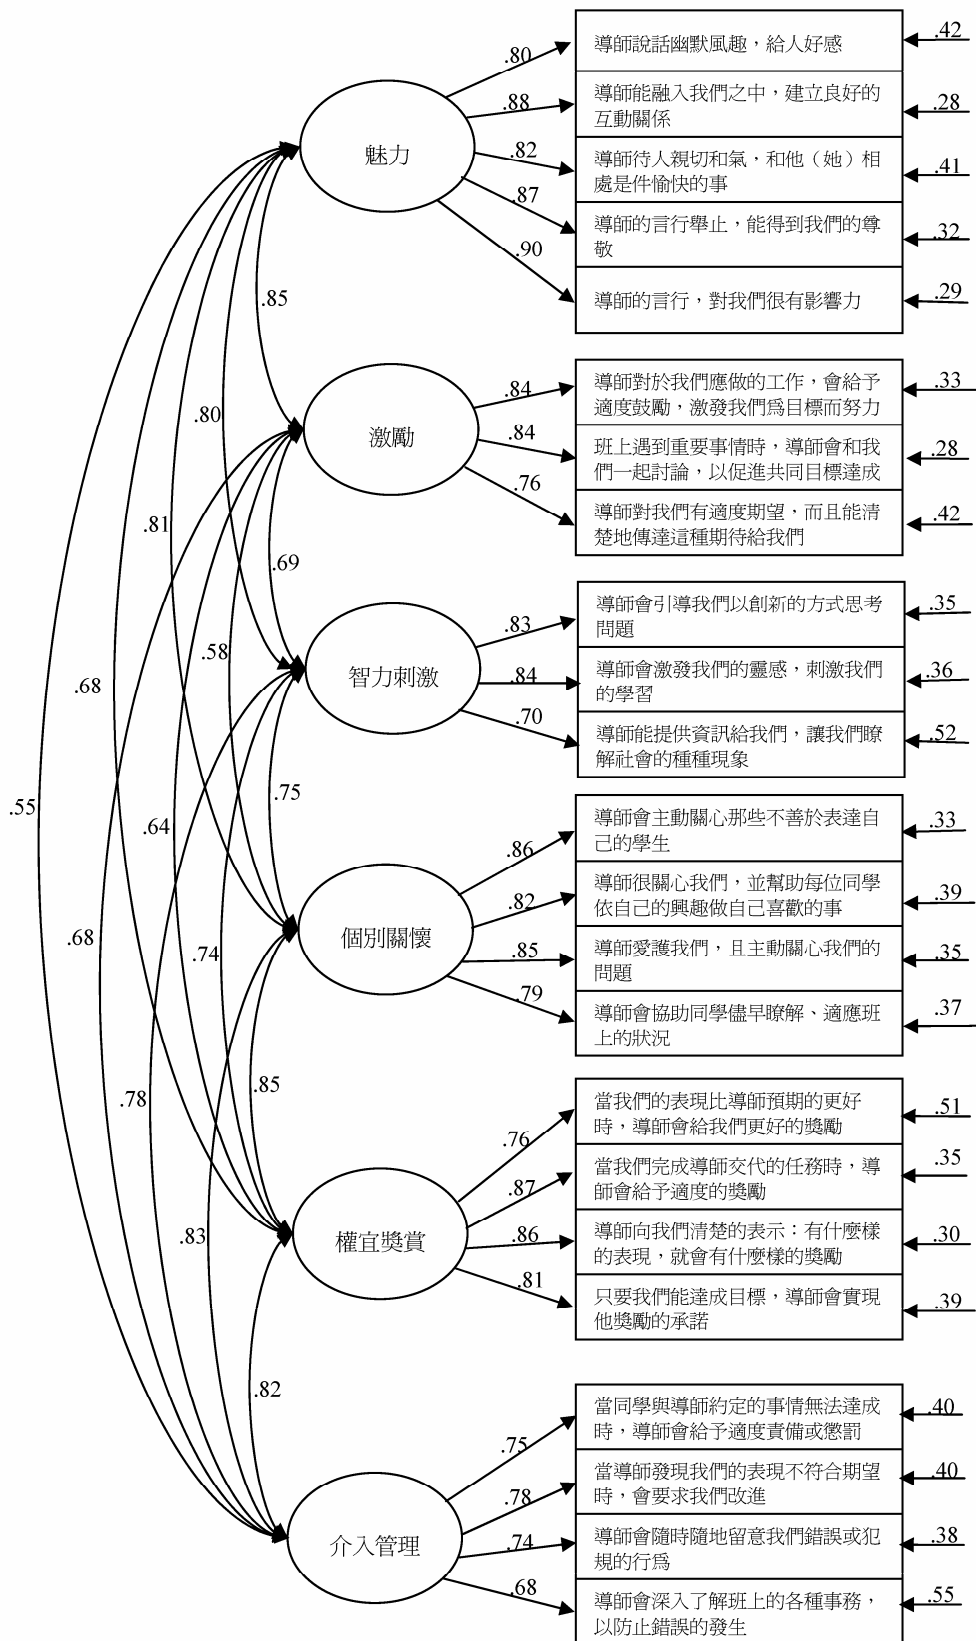 導師說話幽默風趣，給人好感
.42
.80
導師能融入我們之中，建立良好的
互動關係
.28
.88
魅力
導師待人親切和氣，和他（她）相
處是件愉快的事
.41
.82
導師的言行舉止，能得到我們的尊
敬
.32
.87
導師的言行，對我們很有影響力
.29
.90
.85
導師對於我們應做的工作，會給予
適度鼓勵，激發我們爲目標而努力
.33
.84
.80
激勵
班上遇到重要事情時，導師會和我
們一起討論，以促進共同目標達成
.28
.84
導師對我們有適度期望，而且能清
楚地傳達這種期待給我們
.42
.76
.81
.69
導師會引導我們以創新的方式思考
問題
.35
.83
.58
智力刺激
導師會激發我們的靈感，刺激我們
的學習
.36
.84
.68
導師能提供資訊給我們，讓我們瞭
解社會的種種現象
.52
.70
.75
.55
.64
導師會主動關心那些不善於表達自
己的學生
.33
.86
導師很關心我們，並幫助每位同學
依自己的興趣做自己喜歡的事
.39
.82
個別關懷
.68
.74
導師愛護我們，且主動關心我們的
問題
.35
.85
導師會協助同學儘早瞭解、適應班
上的狀況
.37
.79
.85
.78
當我們的表現比導師預期的更好
時，導師會給我們更好的獎勵
.51
.76
當我們完成導師交代的任務時，導
師會給予適度的獎勵
.35
.87
權宜獎賞
.83
導師向我們清楚的表示：有什麼樣
的表現，就會有什麼樣的獎勵
.30
.86
只要我們能達成目標，導師會實現
他獎勵的承諾
.39
.81
.82
當同學與導師約定的事情無法達成
時，導師會給予適度責備或懲罰
.40
.75
當導師發現我們的表現不符合期望
時，會要求我們改進
.40
.78
介入管理
導師會隨時隨地留意我們錯誤或犯
規的行爲
.38
.74
導師會深入了解班上的各種事務，
以防止錯誤的發生
.55
.68